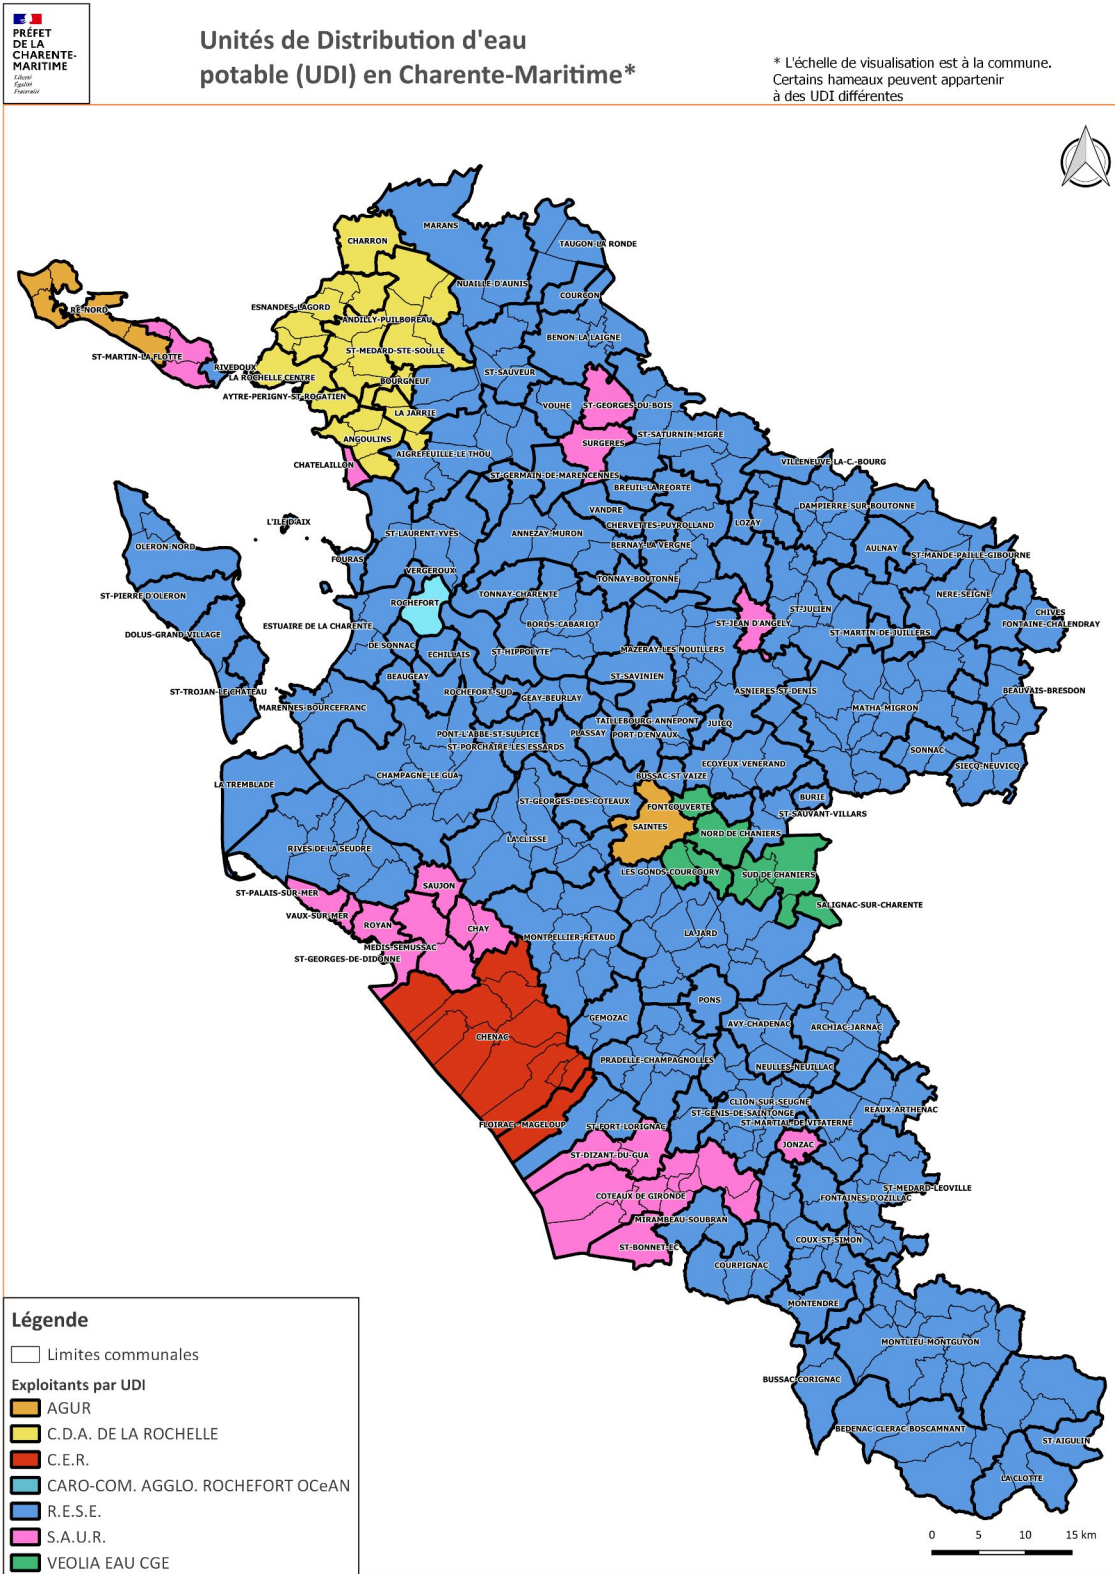 PRÉFET
DE LA
CHARENTE-
MARITIME
Liberté
Égalité
Fraternité
Unités de Distribution d'eau
potable (UDI) en Charente-Maritime*
* L'échelle de visualisation est à la commune.
Certains hameaux peuvent appartenir
à des UDI différentes
MARANS
CHARRON
TAUGON-LA RONDE
NUAILLE-D'AUNIS
COURCON
ESNANDES-LAGORD
RE-NORD
ANDILLY-PUILBOREAU
BENON-LA LAIGNE
ST-MEDARD-STE-SOULLE
ST-MARTIN-LA FLOTTE
RIVEDOUX
LA ROCHELLE CENTRE
ST-SAUVEUR
BOURGNEUF
AYTRE-PERIGNY-ST-ROGATIEN
VOUHE
ST-GEORGES-DU-BOIS
LA JARRIE
ANGOULINS
SURGERES
ST-SATURNIN-MIGRE
AIGREFEUILLE-LE THOU
CHATELAILLON
VILLENEUVE-LA-C.-BOURG
ST-GERMAIN-DE-MARENCENNES
BREUIL-LA REORTE
DAMPIERRE-SUR-BOUTONNE
VANDRE
L'ILE D'AIX
CHERVETTES-PUYROLLAND
LOZAY
ST-LAURENT-YVES
ANNEZAY-MURON
OLERON-NORD
BERNAY-LA VERGNE
AULNAY
ST-MANDE-PAILLE-GIBOURNE
FOURAS
VERGEROUX
TONNAY-BOUTONNE
ST-PIERRE D'OLERON
TONNAY-CHARENTE
NERE-SEIGNE
ROCHEFORT
ST-JULIEN
CHIVES
FONTAINE-CHALENDRAY
ESTUAIRE DE LA CHARENTE
BORDS-CABARIOT
ST-JEAN D'ANGELY
DOLUS-GRAND-VILLAGE
ST-MARTIN-DE-JUILLERS
DE-SONNAC
ECHILLAIS
ST-HIPPOLYTE
MAZERAY-LES NOUILLERS
BEAUGEAY
ST-SAVINIEN
ST-TROJAN-LE CHATEAU
ROCHEFORT-SUD
GEAY-BEURLAY
ASNIERES-ST-DENIS
BEAUVAIS-BRESDON
MARENNES-BOURCEFRANC
MATHA-MIGRON
TAILLEBOURG-ANNEPONT
JUICQ
PONT-L'ABBE-ST-SULPICE
PLASSAY
PORT-D'ENVAUX
ST-PORCHAIRE-LES ESSARDS
SONNAC
ECOYEUX-VENERAND
SIECQ-NEUVICQ
CHAMPAGNE-LE GUA
BUSSAC-ST VAIZE
LA TREMBLADE
BURIE
ST-GEORGES-DES-COTEAUX
FONTCOUVERTE
ST-SAUVANT-VILLARS
SAINTES
NORD DE CHANIERS
LA CLISSE
RIVES-DE-LA SEUDRE
LES GONDS-COURCOURY
SUD DE CHANIERS
SAUJON
ST-PALAIS-SUR-MER
SALIGNAC-SUR-CHARENTE
VAUX-SUR-MER
ROYAN
CHAY
LA JARD
MONTPELLIER-RETAUD
MEDIS-SEMUSSAC
ST-GEORGES-DE-DIDONNE
PONS
GEMOZAC
AVY-CHADENAC
ARCHIAC-JARNAC
CHENAC
PRADELLE-CHAMPAGNOLLES
NEULLES-NEUILLAC
CLION-SUR-SEUGNE
REAUX-ARTHENAC
ST-GENIS-DE-SAINTONGE
FLOIRAC - MAGELOUP
ST-FORT-LORIGNAC
ST-MARTIAL-DE-VITATERNE
JONZAC
ST-DIZANT-DU-GUA
ST-MEDARD-LEOVILLE
COTEAUX DE GIRONDE
FONTAINES-D'OZILLAC
MIRAMBEAU-SOUBRAN
COUX-ST-SIMON
ST-BONNET-EC
COURPIGNAC
MONTENDRE
MONTLIEU-MONTGUYON
BUSSAC-CORIGNAC
BEDENAC-CLERAC-BOSCAMNANT
ST-AIGULIN
LA CLOTTE
Légende
Limites communales
Exploitants par UDI
AGUR
C.D.A. DE LA ROCHELLE
C.E.R.
CARO-COM. AGGLO. ROCHEFORT OCeAN
R.E.S.E.
S.A.U.R.
VEOLIA EAU CGE
0 5 10 15 km